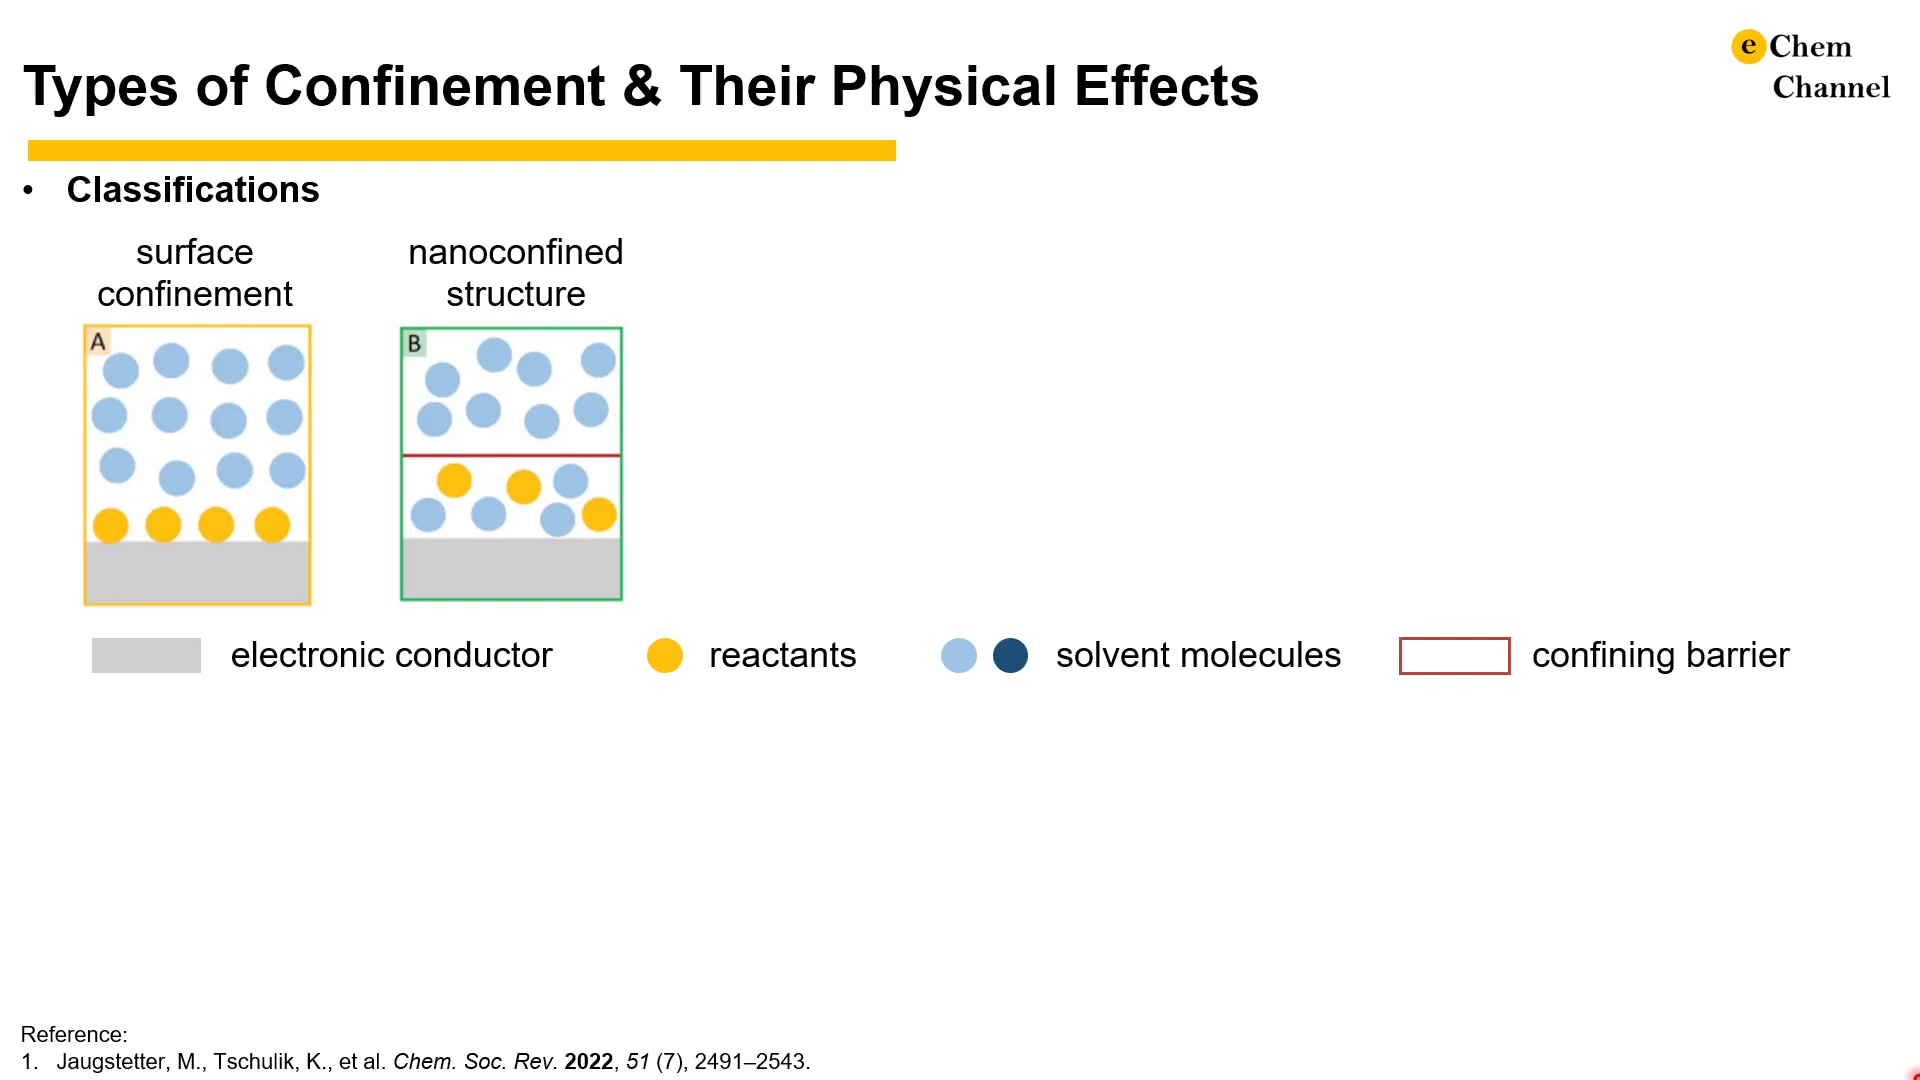 Types of Confinement & Their Physical Effects
e Chem
Channel
• Classifications
surface
confinement
nanoconfined
structure
A
B
electronic conductor
reactants
solvent molecules
confining barrier
Reference:
1. Jaugstetter, M., Tschulik, K., et al. Chem. Soc. Rev. 2022, 51 (7), 2491–2543.